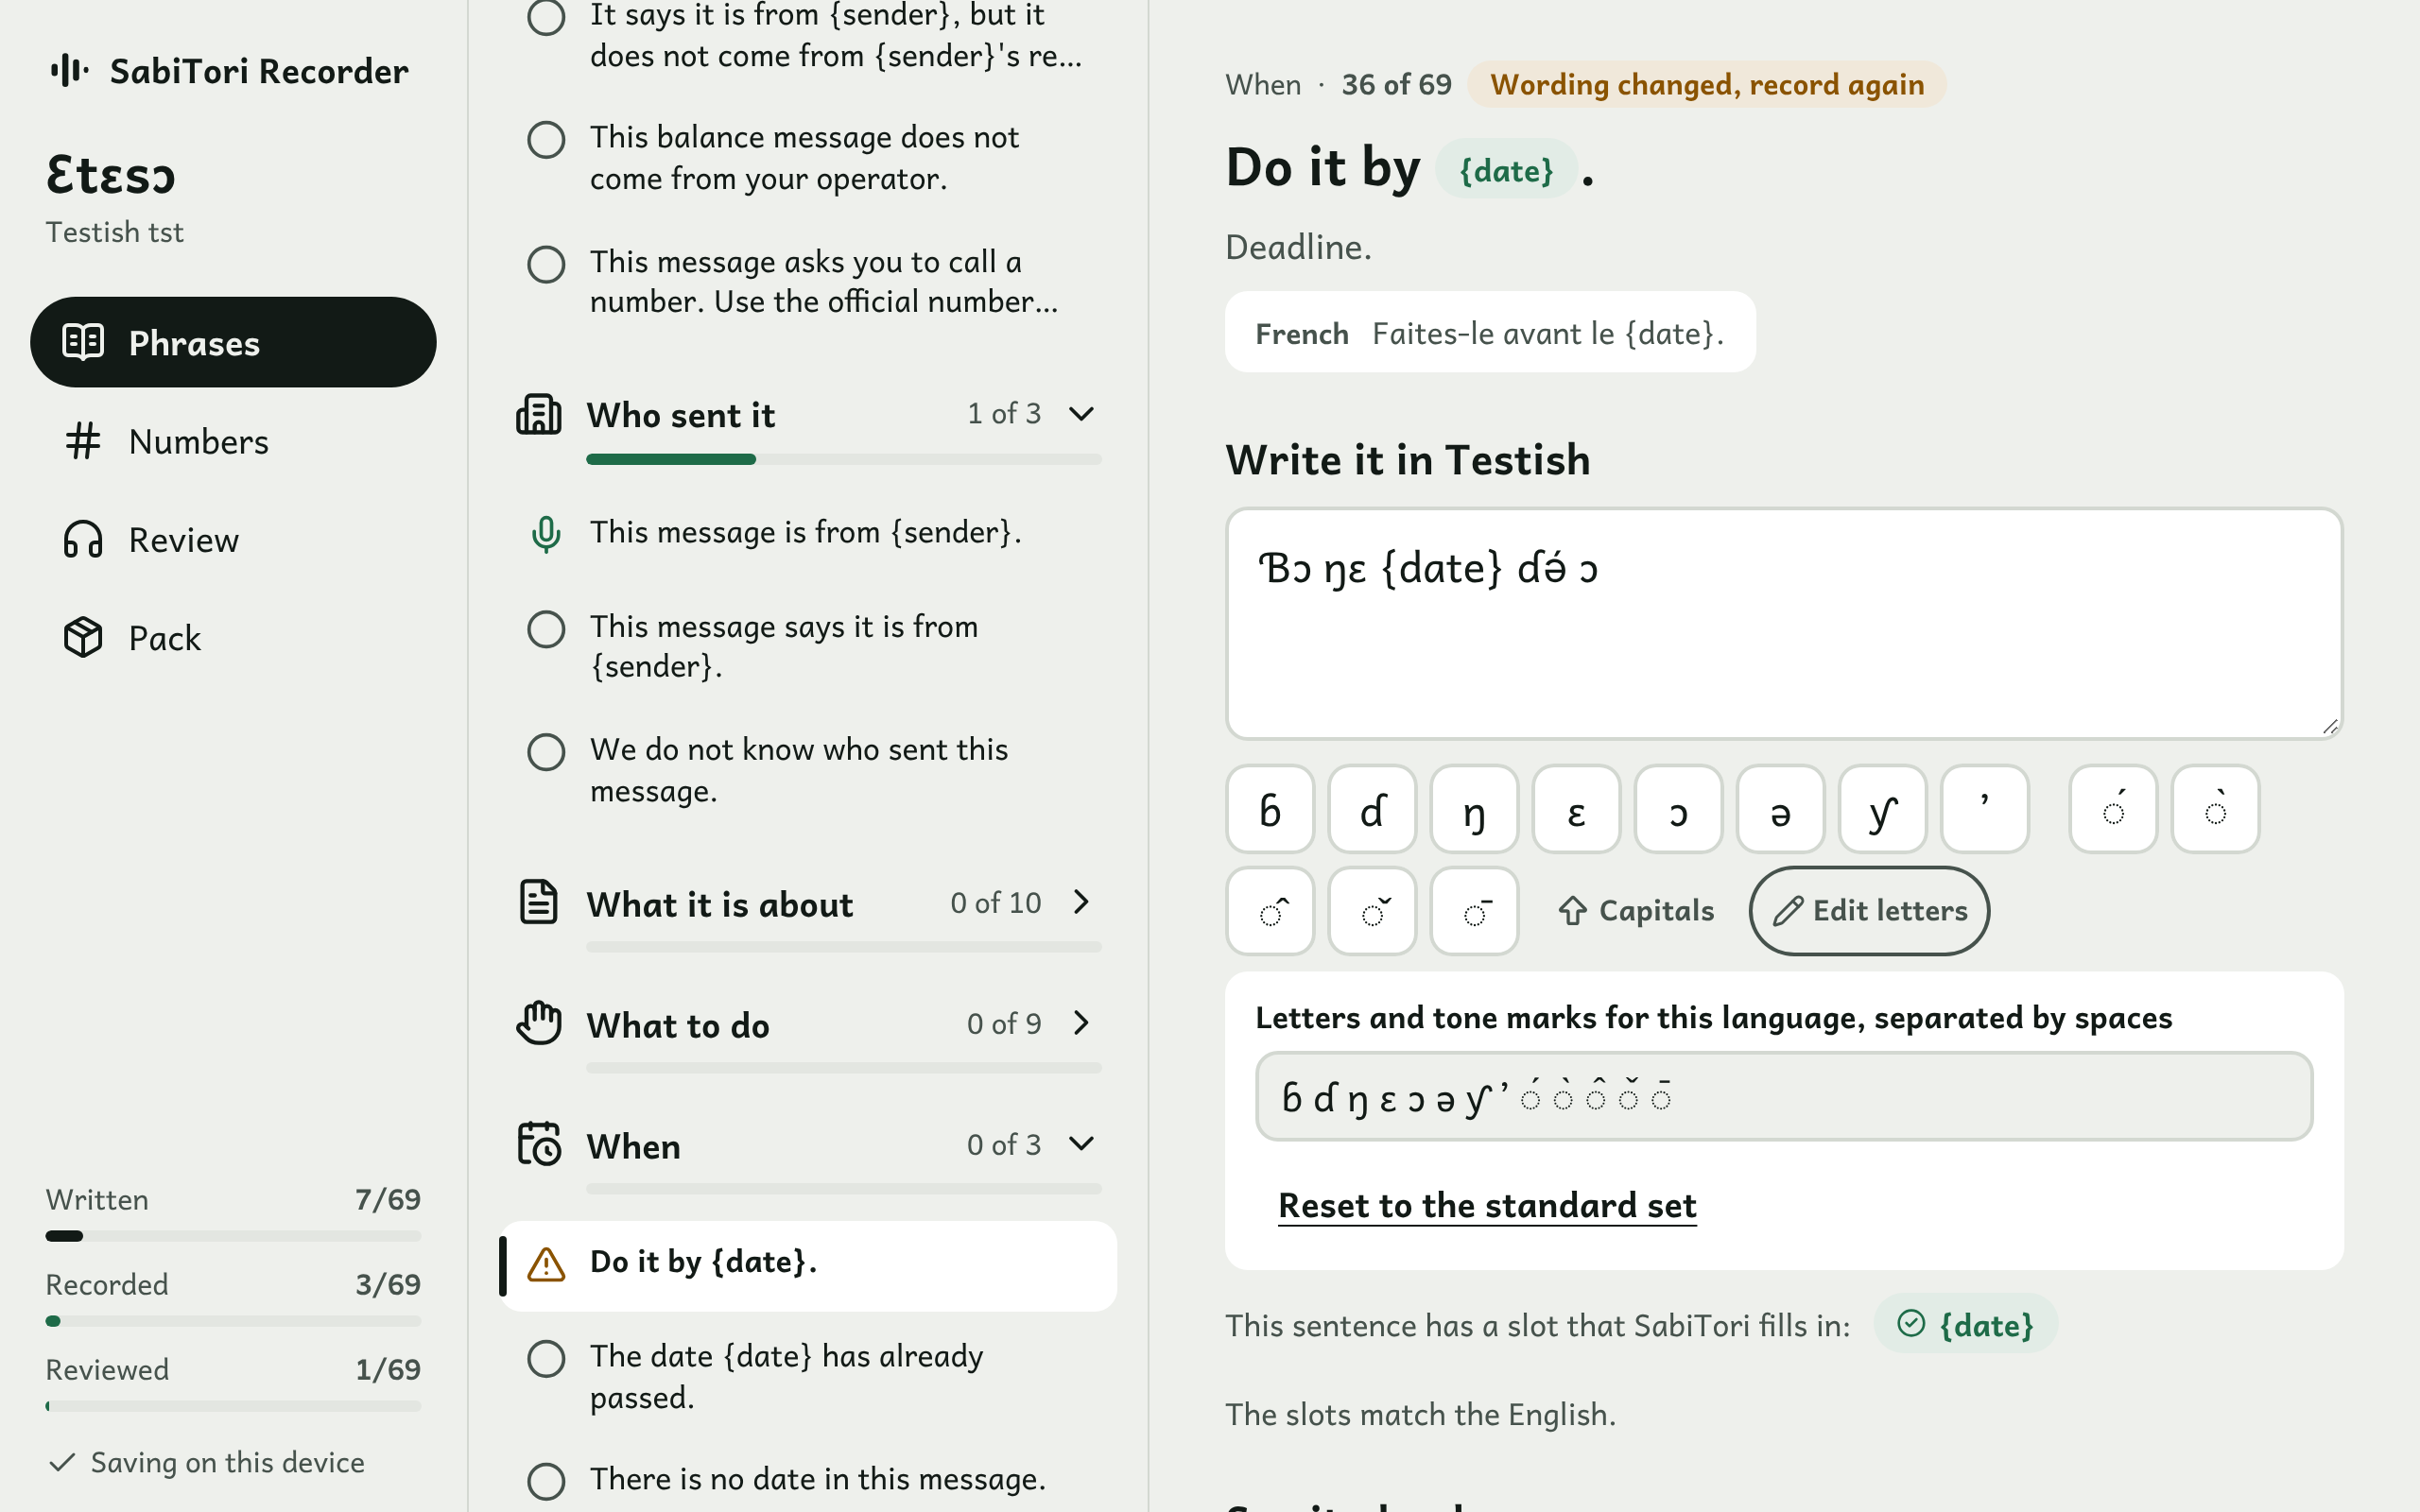 SabiTori Recorder
Ɛtɛsɔ
Testish tst
Phrases
Numbers
Review
Pack
Written 7/69
Recorded 3/69
Reviewed 1/69
Saving on this device
It says it is from {sender}, but it
does not come from {sender}'s re...
This balance message does not
come from your operator.
This message asks you to call a
number. Use the official number...
Who sent it 1 of 3
This message is from {sender}.
This message says it is from
{sender}.
We do not know who sent this
message.
What it is about 0 of 10
What to do 0 of 9
When 0 of 3
Do it by {date}.
The date {date} has already
passed.
There is no date in this message.
When · 36 of 69 Wording changed, record again
Do it by {date}.
Deadline.
French Faites-le avant le {date}.
Write it in Testish
Ɓɔ ŋɛ {date} ɗə́ ɔ
ɓ ɗ ŋ ɛ ɔ ə ƴ ʼ ◌́ ◌̀
◌̂ ◌̌ ◌̄ Capitals Edit letters
Letters and tone marks for this language, separated by spaces
ɓ ɗ ŋ ɛ ɔ ə ƴ ʼ ◌́ ◌̀ ◌̂ ◌̌ ◌̄
Reset to the standard set
This sentence has a slot that SabiTori fills in: {date}
The slots match the English.